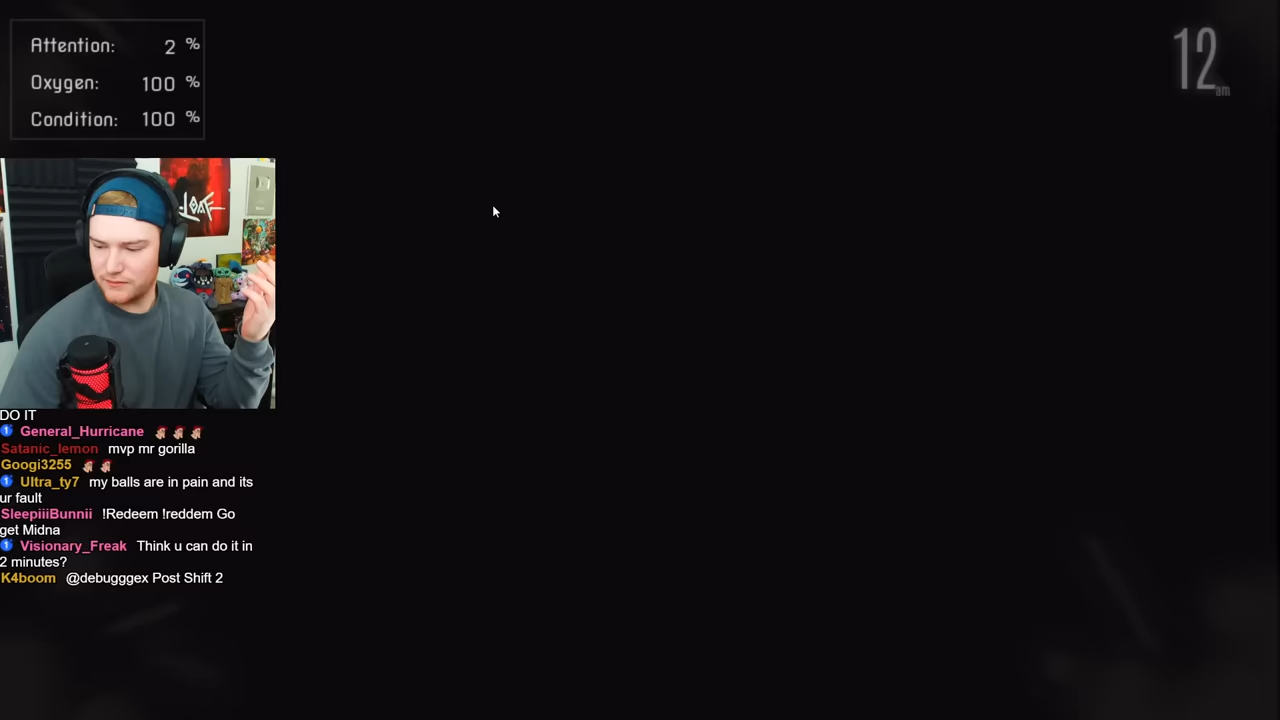 Attention: 2 %
Oxygen: 100 %
Condition: 100 %
12
am
LOAF
DO IT
General_Hurricane
Satanic_lemon mvp mr gorilla
Googi3255
Ultra_ty7 my balls are in pain and its
ur fault
SleepiiiBunnii !Redeem !reddem Go
get Midna
Visionary_Freak Think u can do it in
2 minutes?
K4boom @debugggex Post Shift 2